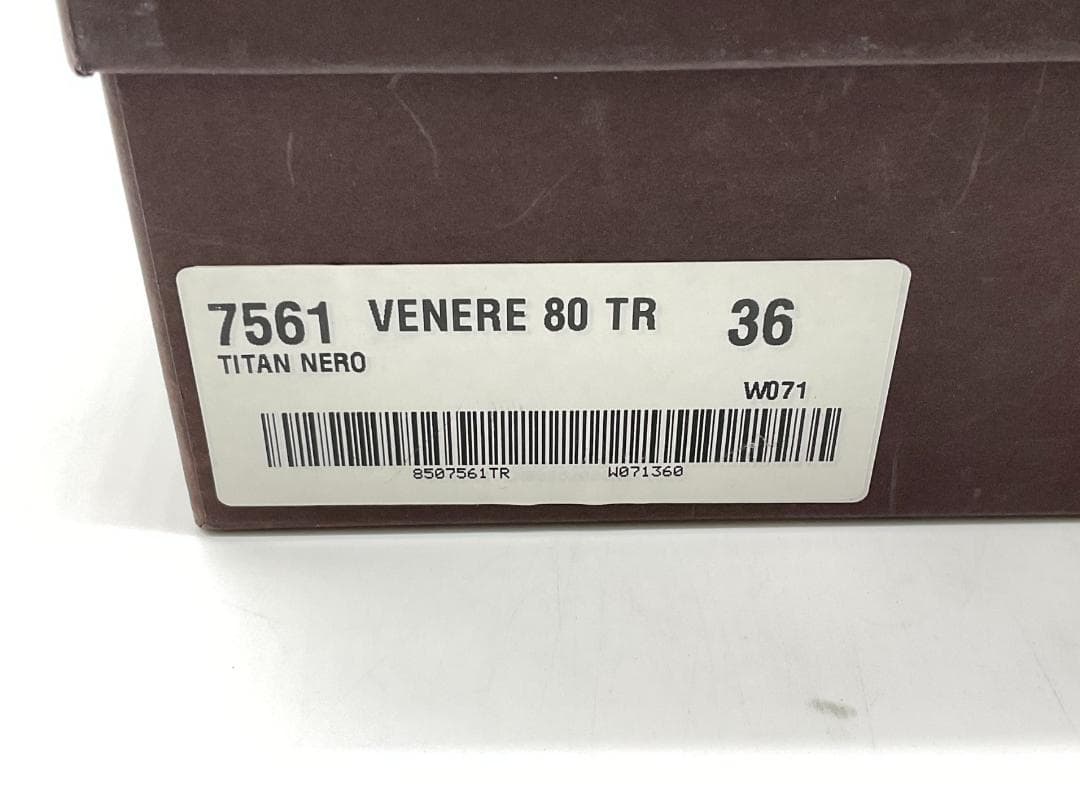 7561 VENERE 80 TR 36
TITAN NERO
W071
8507561TR W071360